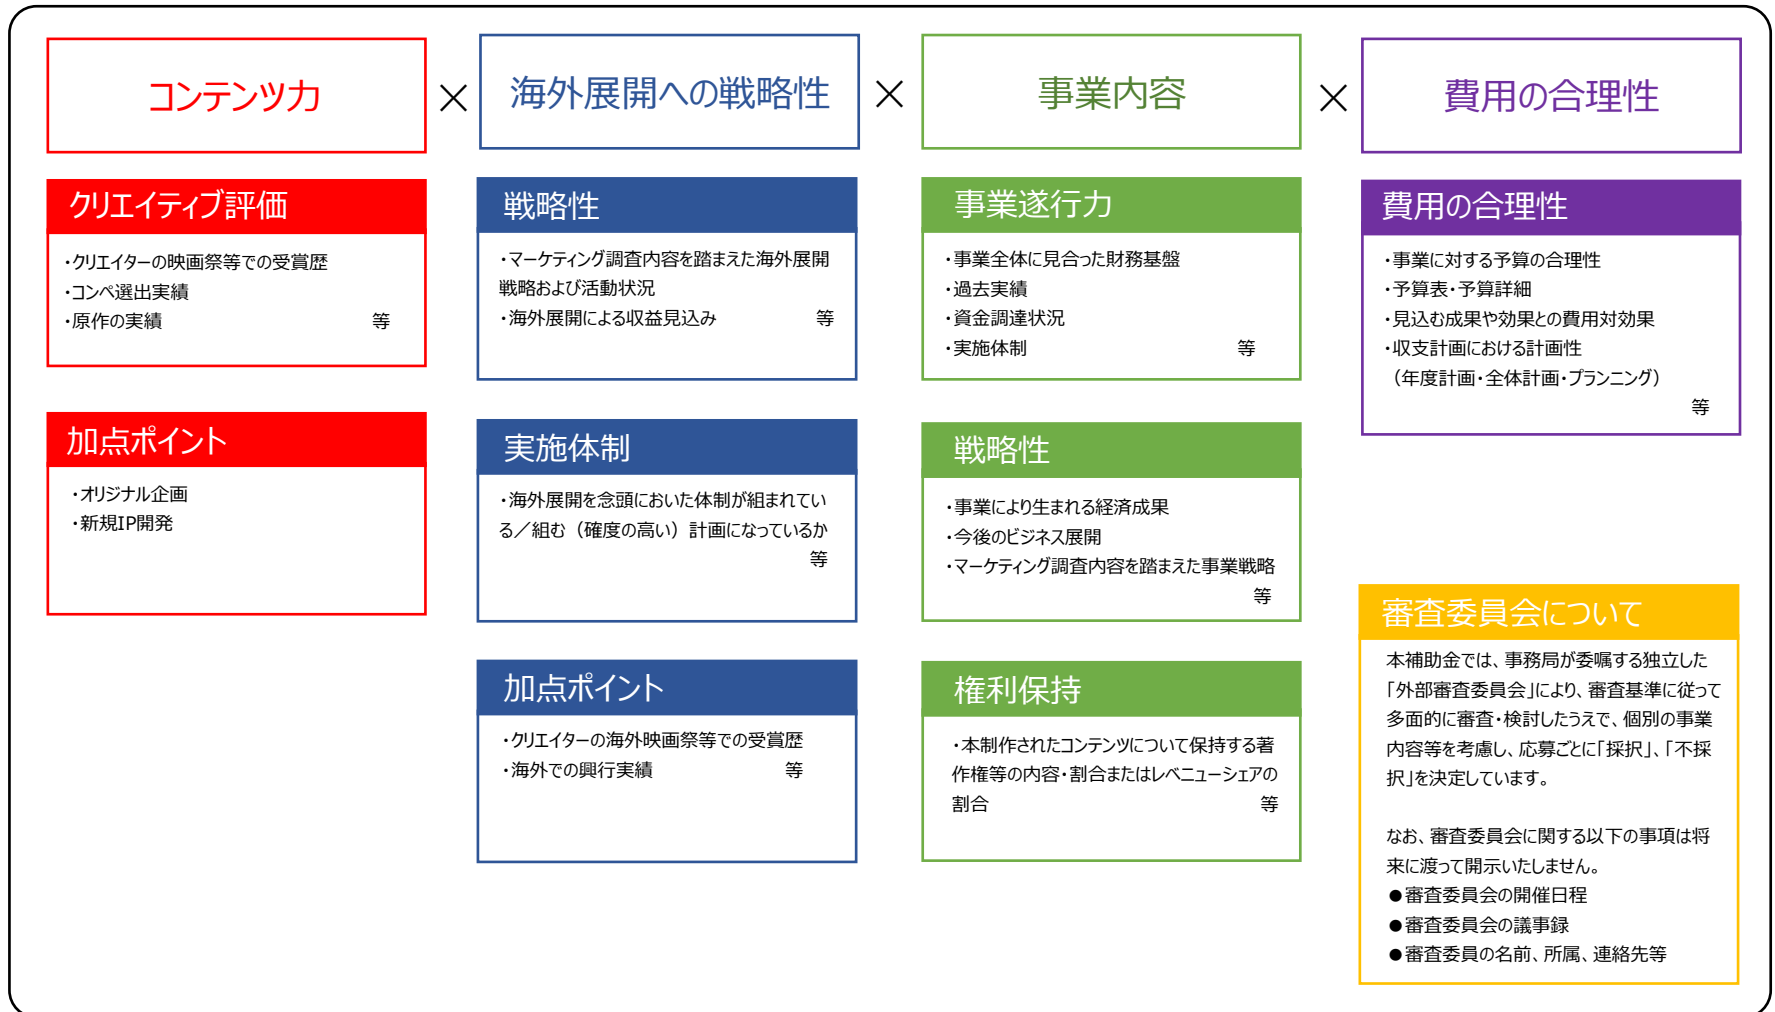 コンテンツ力
×
海外展開への戦略性
×
事業内容
×
費用の合理性
クリエイティブ評価
・クリエイターの映画祭等での受賞歴
・コンペ選出実績
・原作の実績 等
加点ポイント
・オリジナル企画
・新規IP開発
戦略性
・マーケティング調査内容を踏まえた海外展開
戦略および活動状況
・海外展開による収益見込み 等
実施体制
・海外展開を念頭においた体制が組まれてい
る／組む（確度の高い）計画になっているか
等
加点ポイント
・クリエイターの海外映画祭等での受賞歴
・海外での興行実績 等
事業遂行力
・事業全体に見合った財務基盤
・過去実績
・資金調達状況
・実施体制 等
戦略性
・事業により生まれる経済成果
・今後のビジネス展開
・マーケティング調査内容を踏まえた事業戦略
等
権利保持
・本制作されたコンテンツについて保持する著
作権等の内容・割合またはレベニューシェアの
割合 等
費用の合理性
・事業に対する予算の合理性
・予算表・予算詳細
・見込む成果や効果との費用対効果
・収支計画における計画性
（年度計画・全体計画・プランニング）
等
審査委員会について
本補助金では、事務局が委嘱する独立した
「外部審査委員会」により、審査基準に従って
多面的に審査・検討したうえで、個別の事業
内容等を考慮し、応募ごとに「採択」、「不採
択」を決定しています。
なお、審査委員会に関する以下の事項は将
来に渡って開示いたしません。
●審査委員会の開催日程
●審査委員会の議事録
●審査委員の名前、所属、連絡先等